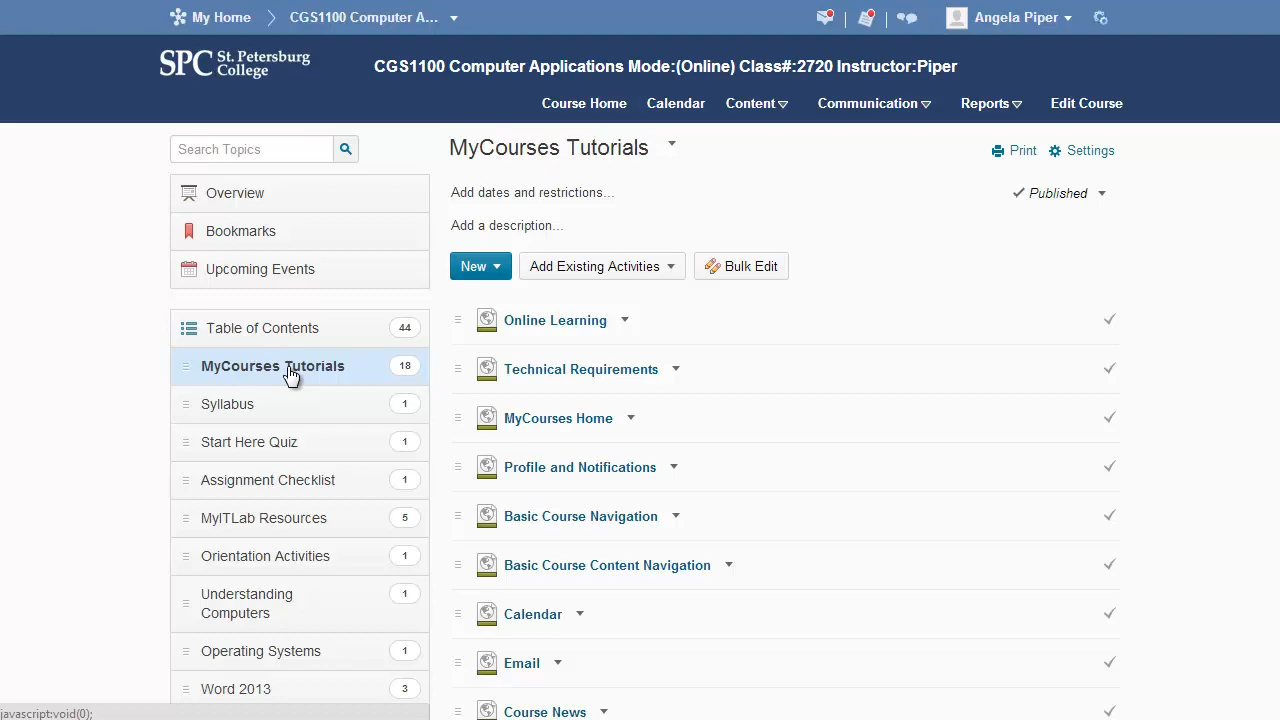 My Home
CGS1100 Computer A...
Angela Piper
SPC St. Petersburg College
CGS1100 Computer Applications Mode:(Online) Class#:2720 Instructor:Piper
Course Home Calendar Content Communication Reports Edit Course
Search Topics
Overview
Bookmarks
Upcoming Events
Table of Contents 44
MyCourses Tutorials 18
Syllabus 1
Start Here Quiz 1
Assignment Checklist 1
MyITLab Resources 5
Orientation Activities 1
Understanding 1
Computers
Operating Systems 1
Word 2013 3
MyCourses Tutorials
Print Settings
Add dates and restrictions...
Published
Add a description...
New Add Existing Activities Bulk Edit
Online Learning
Technical Requirements
MyCourses Home
Profile and Notifications
Basic Course Navigation
Basic Course Content Navigation
Calendar
Email
Course News
javascript:void(0);